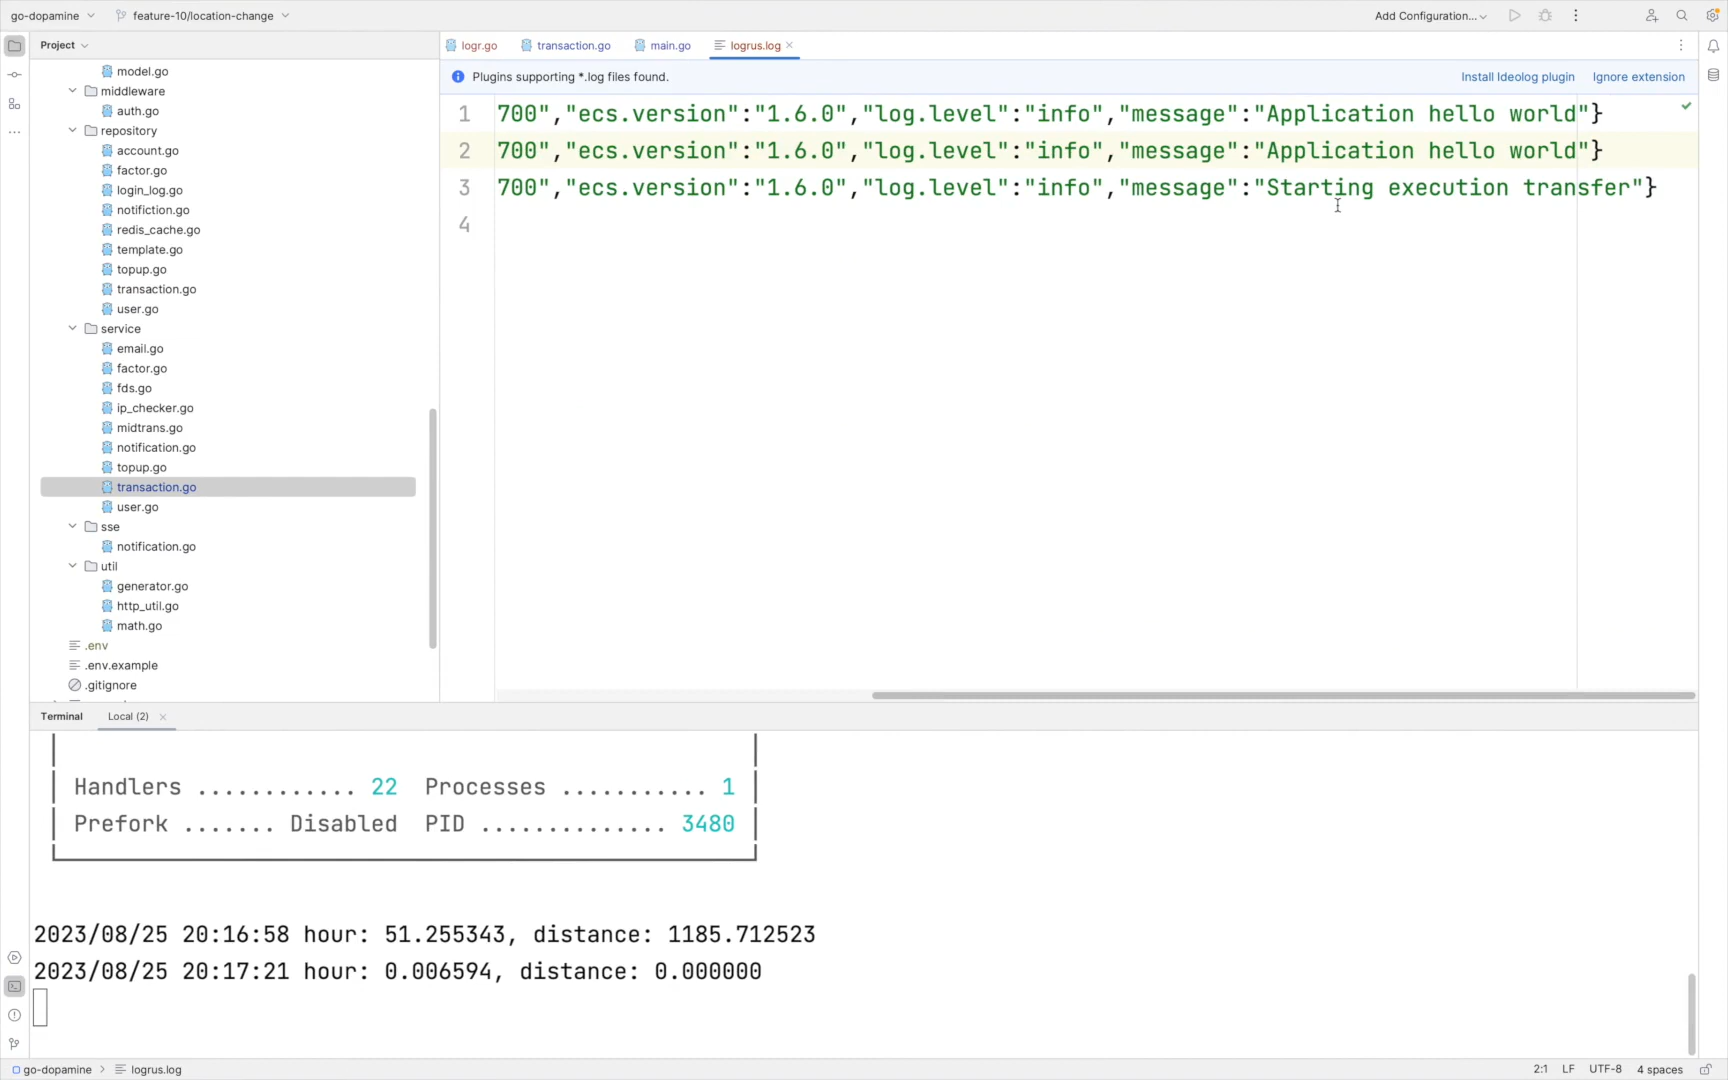 go-dopamine
feature-10/location-change
Add Configuration...
Project
logr.go
transaction.go
main.go
logrus.log
Plugins supporting *.log files found.
Install Ideolog plugin
Ignore extension
model.go
middleware
auth.go
repository
account.go
factor.go
login_log.go
notifiction.go
redis_cache.go
template.go
topup.go
transaction.go
user.go
service
email.go
factor.go
fds.go
ip_checker.go
midtrans.go
notification.go
topup.go
transaction.go
user.go
sse
notification.go
util
generator.go
http_util.go
math.go
.env
.env.example
.gitignore
1 700","ecs.version":"1.6.0","log.level":"info","message":"Application hello world"}
2 700","ecs.version":"1.6.0","log.level":"info","message":"Application hello world"}
3 700","ecs.version":"1.6.0","log.level":"info","message":"Starting execution transfer"}
4
Terminal
Local (2)
Handlers ............ 22 Processes ........... 1
Prefork ....... Disabled PID .............. 3480
2023/08/25 20:16:58 hour: 51.255343, distance: 1185.712523
2023/08/25 20:17:21 hour: 0.006594, distance: 0.000000
go-dopamine > logrus.log
2:1
LF
UTF-8
4 spaces